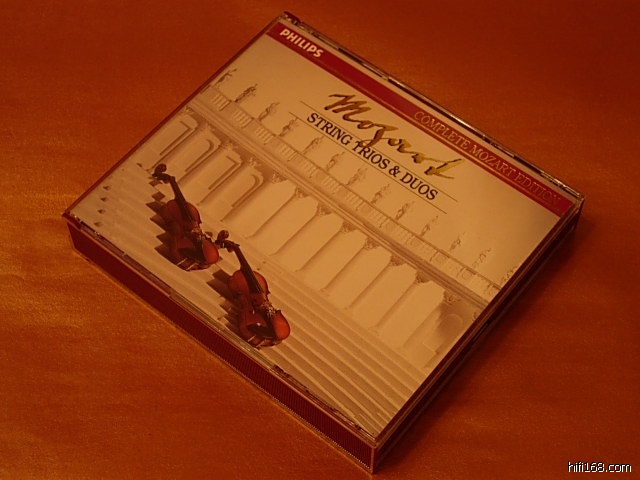 PHILIPS
COMPLETE MOZART EDITION
Mozart
STRING TRIOS & DUOS
hifi168.com